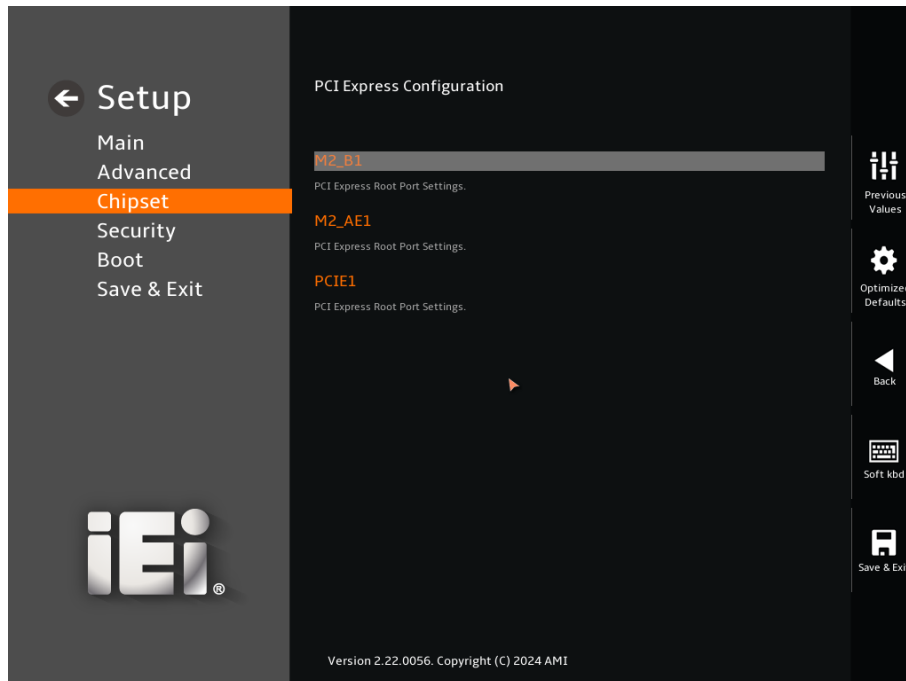 Setup
Main
Advanced
Chipset
Security
Boot
Save & Exit
iEi®
PCI Express Configuration
M2_B1
PCI Express Root Port Settings.
M2_AE1
PCI Express Root Port Settings.
PCIE1
PCI Express Root Port Settings.
Version 2.22.0056. Copyright (C) 2024 AMI
Previous
Values
Optimize
Defaults
Back
Soft kbd
Save & Exi